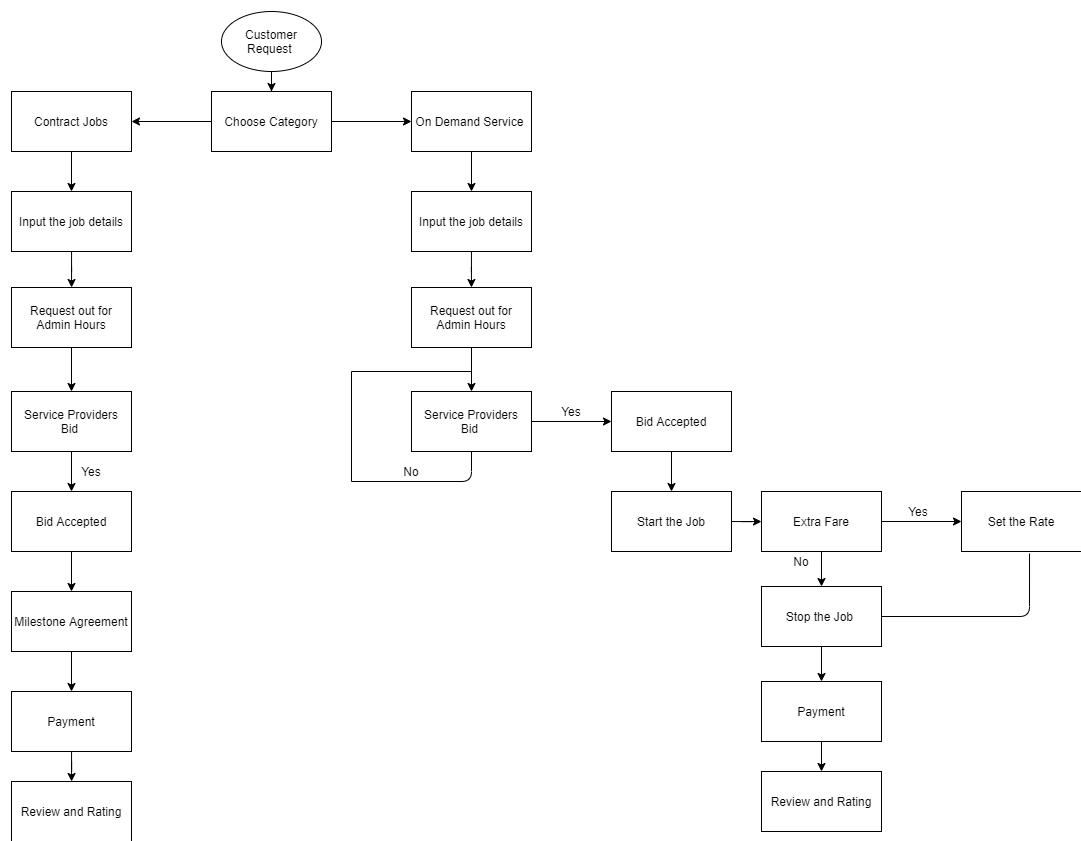 Customer
Request
Contract Jobs
Choose Category
On Demand Service
Input the job details
Input the job details
Request out for
Admin Hours
Request out for
Admin Hours
Service Providers
Bid
Service Providers
Bid
Yes
Bid Accepted
Yes
No
Bid Accepted
Start the Job
Extra Fare
Yes
Set the Rate
No
Milestone Agreement
Stop the Job
Payment
Payment
Review and Rating
Review and Rating